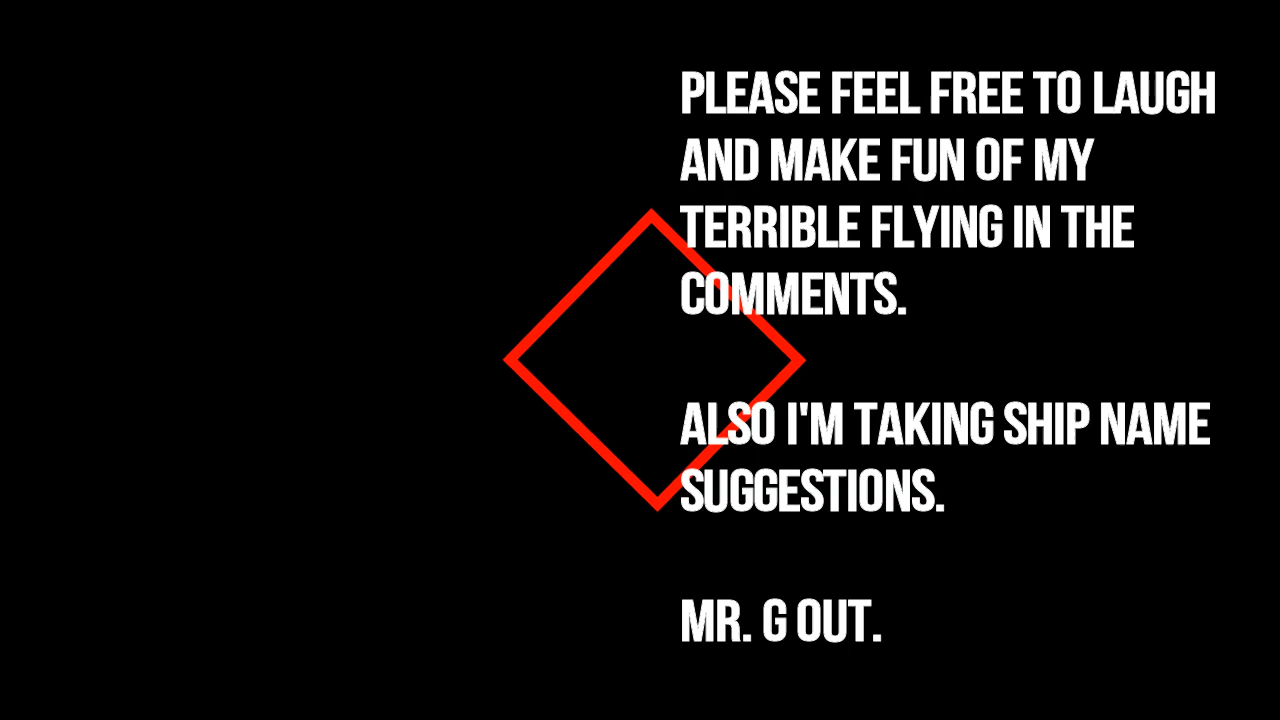 PLEASE FEEL FREE TO LAUGH
AND MAKE FUN OF MY
TERRIBLE FLYING IN THE
COMMENTS.
ALSO I'M TAKING SHIP NAME
SUGGESTIONS.
MR. G OUT.